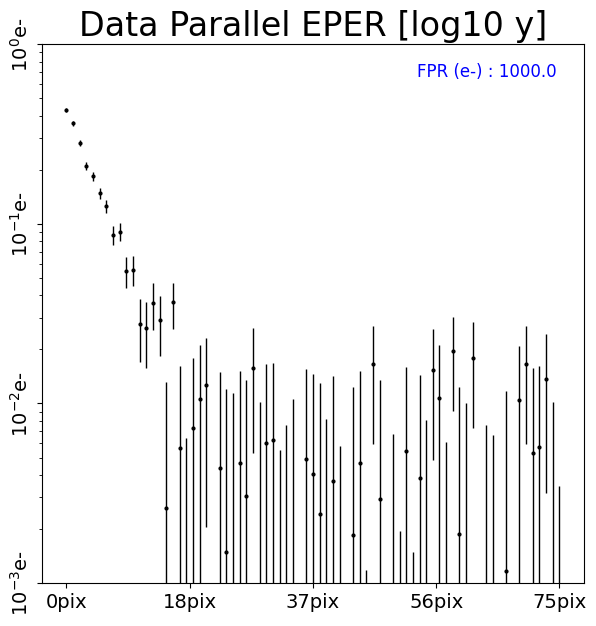 Data Parallel EPER [log10 y]
FPR (e-) : 1000.0
10⁰e-
10⁻¹e-
10⁻²e-
10⁻³e-
0pix 18pix 37pix 56pix 75pix